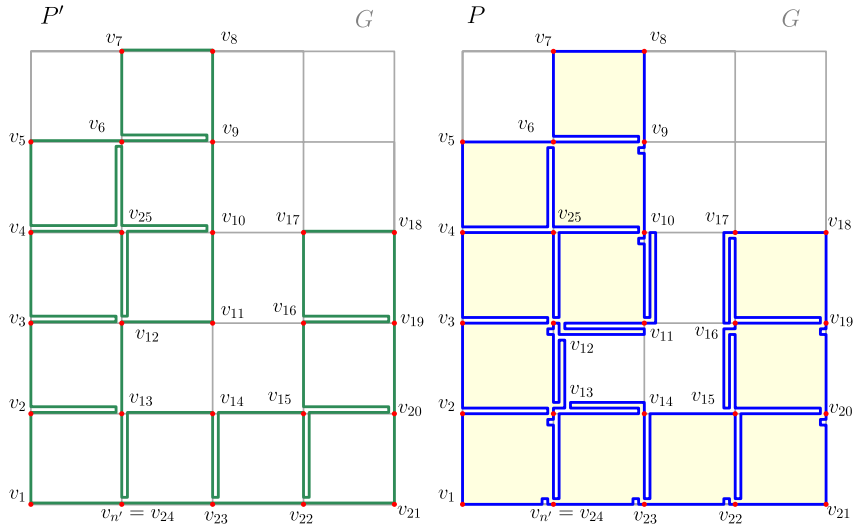 P′ G P G
v₇ v₈ v₇ v₈
v₅ v₆ v₉ v₅ v₆ v₉
v₄ v₂₅ v₁₀ v₁₇ v₁₈ v₄ v₂₅ v₁₀ v₁₇ v₁₈
v₃ v₁₂ v₁₁ v₁₆ v₁₉ v₃ v₁₂ v₁₁ v₁₆ v₁₉
v₂ v₁₃ v₁₄ v₁₅ v₂₀ v₂ v₁₃ v₁₄ v₁₅ v₂₀
v₁ vₙ′ = v₂₄ v₂₃ v₂₂ v₂₁ v₁ vₙ′ = v₂₄ v₂₃ v₂₂ v₂₁